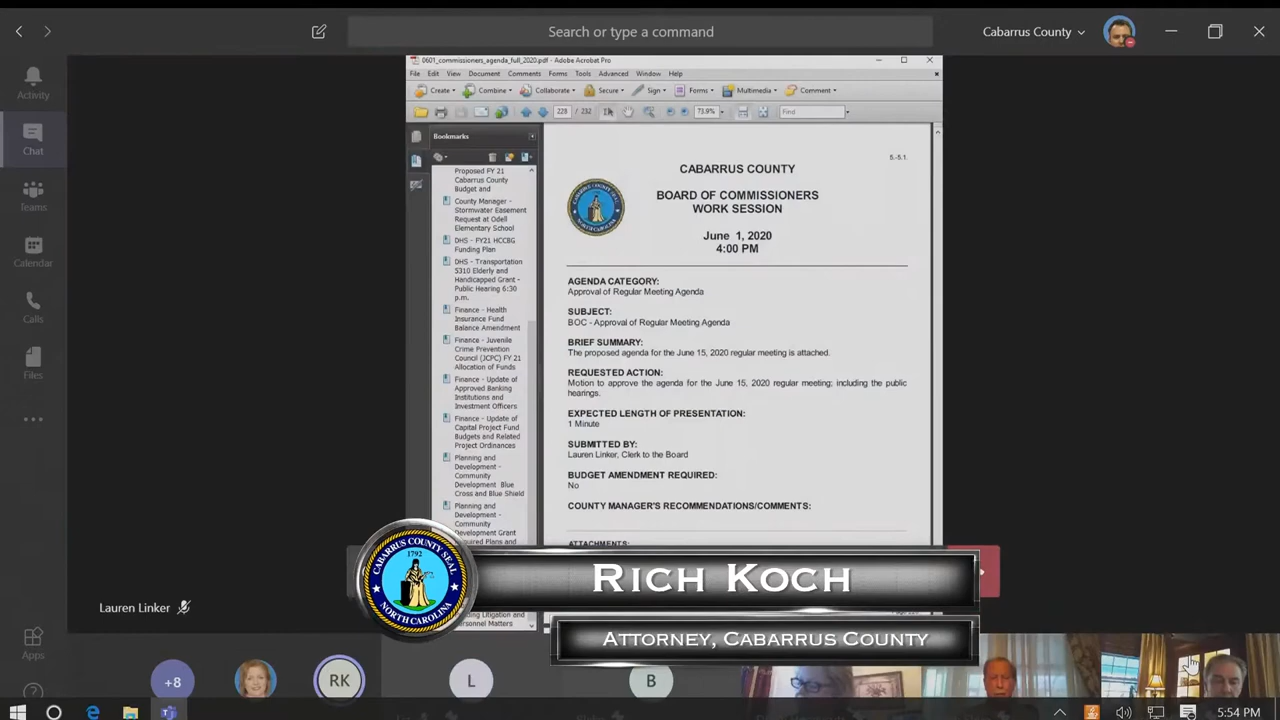 Search or type a command
Cabarrus County
Activity
Chat
Teams
Calendar
Calls
Files
Apps
0601_commissioners_agenda_full_2020.pdf - Adobe Acrobat Pro
File Edit View Document Comments Forms Tools Advanced Window Help
Create Combine Collaborate Secure Sign Forms Multimedia Comment
228 / 232 73.9% Find
Bookmarks
Proposed FY 21
Cabarrus County
Budget and
County Manager -
Stormwater Easement
Request at Odell
Elementary School
DHS - FY21 HCCBG
Funding Plan
DHS - Transportation
5310 Elderly and
Handicapped Grant -
Public Hearing 6:30
p.m.
Finance - Health
Insurance Fund
Balance Amendment
Finance - Juvenile
Crime Prevention
Council (JCPC) FY 21
Allocation of Funds
Finance - Update of
Approved Banking
Institutions and
Investment Officers
Finance - Update of
Capital Project Fund
Budgets and Related
Project Ordinances
Planning and
Development -
Community
Development Blue
Cross and Blue Shield
Planning and
Development -
Community
Development Grant
Plans and
Litigation and
Personnel Matters
CABARRUS COUNTY
BOARD OF COMMISSIONERS
WORK SESSION
June 1, 2020
4:00 PM
AGENDA CATEGORY:
Approval of Regular Meeting Agenda
SUBJECT:
BOC - Approval of Regular Meeting Agenda
BRIEF SUMMARY:
The proposed agenda for the June 15, 2020 regular meeting is attached.
REQUESTED ACTION:
Motion to approve the agenda for the June 15, 2020 regular meeting; including the public
hearings.
EXPECTED LENGTH OF PRESENTATION:
1 Minute
SUBMITTED BY:
Lauren Linker, Clerk to the Board
BUDGET AMENDMENT REQUIRED:
No
COUNTY MANAGER'S RECOMMENDATIONS/COMMENTS:
ATTACHMENTS:
CABARRUS COUNTY SEAL
1792
NORTH CAROLINA
Rich Koch
Attorney, Cabarrus County
Lauren Linker
+8
RK
L
B
5:54 PM